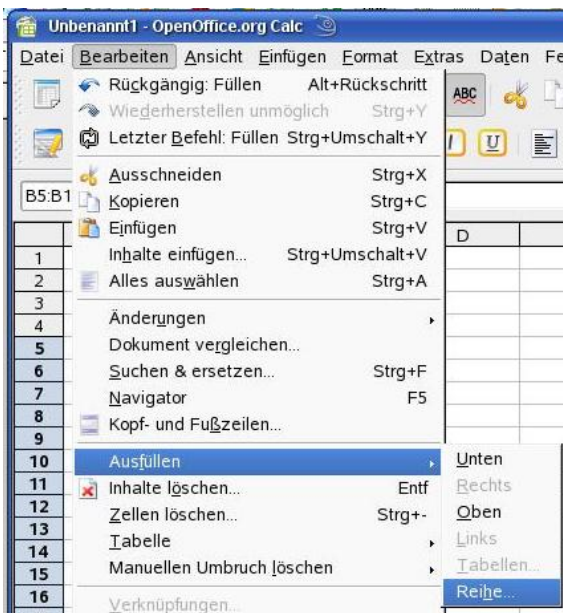 Unbenannt1 - OpenOffice.org Calc
Datei Bearbeiten Ansicht Einfügen Format Extras Daten Fe
Rückgängig: Füllen Alt+Rückschritt
Wiederherstellen unmöglich Strg+Y
ABC
Letzter Befehl: Füllen Strg+Umschalt+Y
I U
Ausschneiden Strg+X
B5:B1
Kopieren Strg+C
Einfügen Strg+V
D
Inhalte einfügen... Strg+Umschalt+V
1
Alles auswählen Strg+A
2
3
Änderungen
4
Dokument vergleichen...
5
Suchen & ersetzen... Strg+F
6
Navigator F5
7
Kopf- und Fußzeilen...
8
9
10 Ausfüllen Unten
11 Inhalte löschen... Entf Rechts
12 Zellen löschen... Strg+- Oben
13 Tabelle Links
14 Manuellen Umbruch löschen Tabellen...
15
16 Verknüpfungen... Reihe...